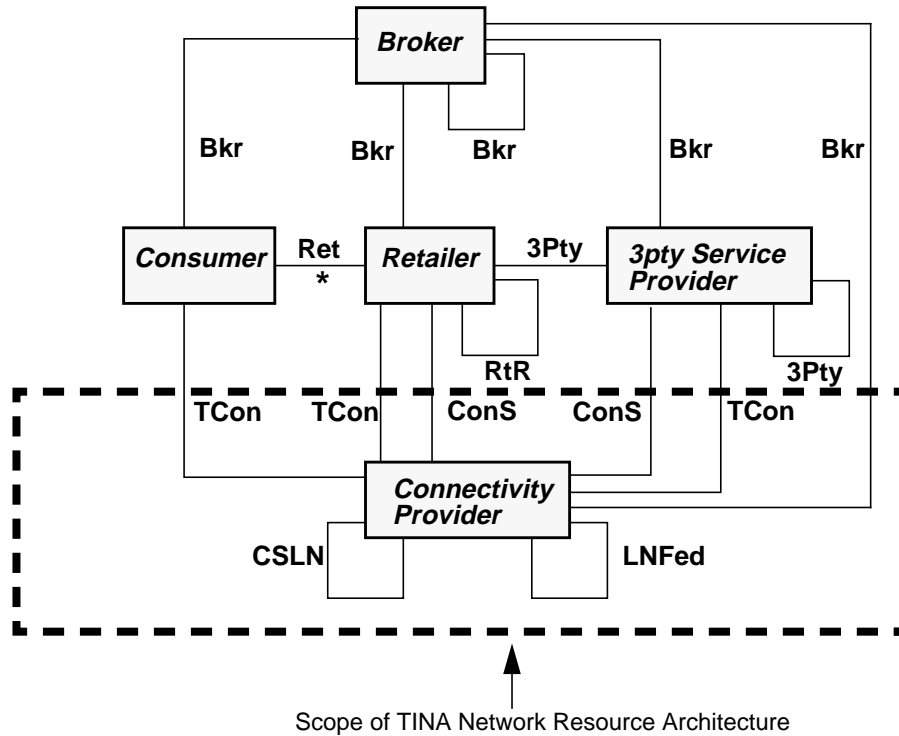 Broker
Bkr
Bkr
Bkr
Bkr
Bkr
Consumer
Ret
*
Retailer
3Pty
3pty Service
Provider
RtR
3Pty
TCon
TCon
ConS
ConS
TCon
Connectivity
Provider
CSLN
LNFed
Scope of TINA Network Resource Architecture